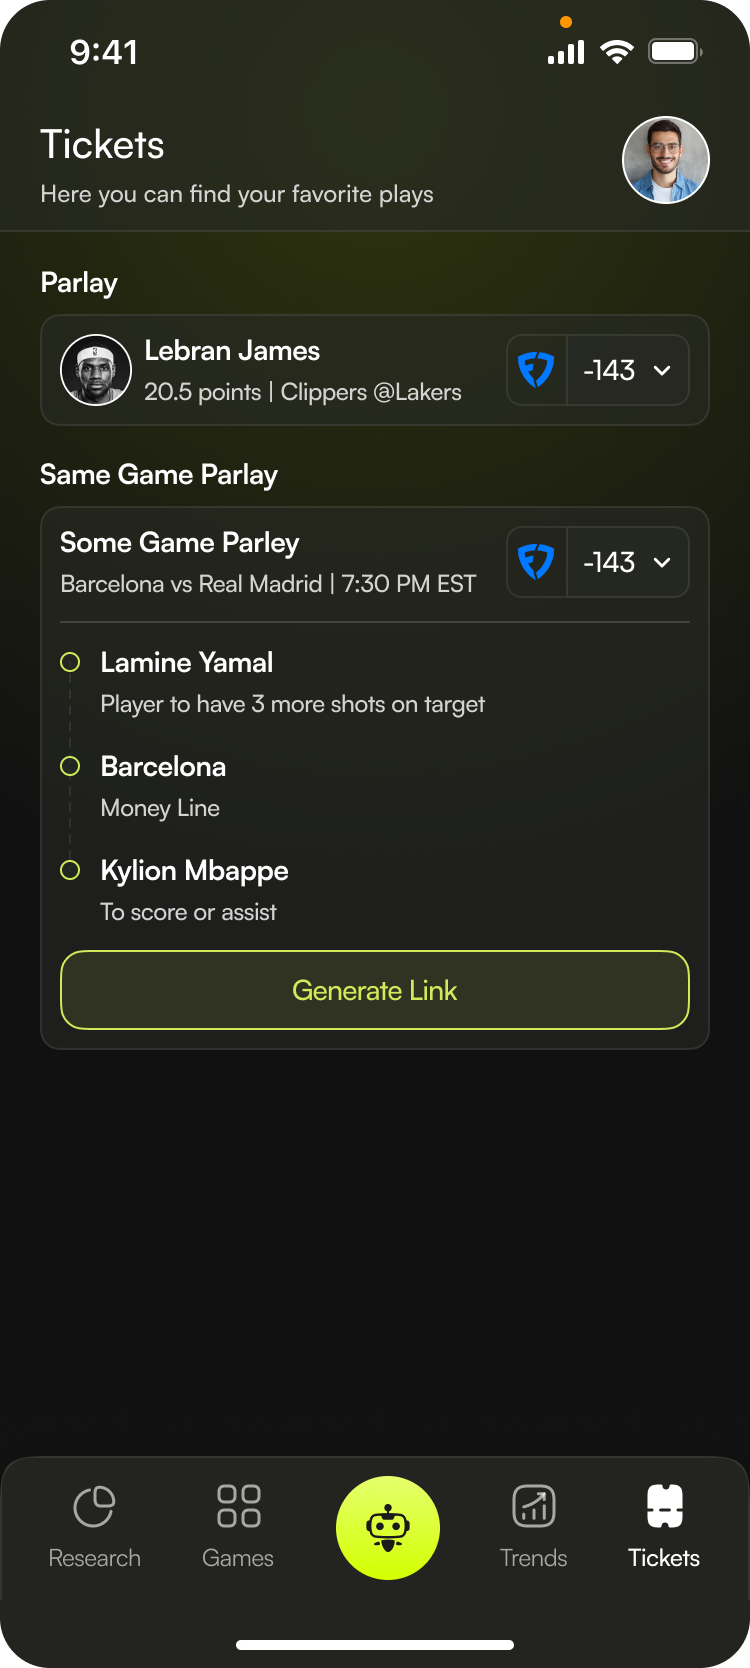 9:41
Tickets
Here you can find your favorite plays
Parlay
Lebran James
20.5 points | Clippers @Lakers
-143
Same Game Parlay
Some Game Parley
Barcelona vs Real Madrid | 7:30 PM EST
-143
Lamine Yamal
Player to have 3 more shots on target
Barcelona
Money Line
Kylion Mbappe
To score or assist
Generate Link
Research
Games
Trends
Tickets